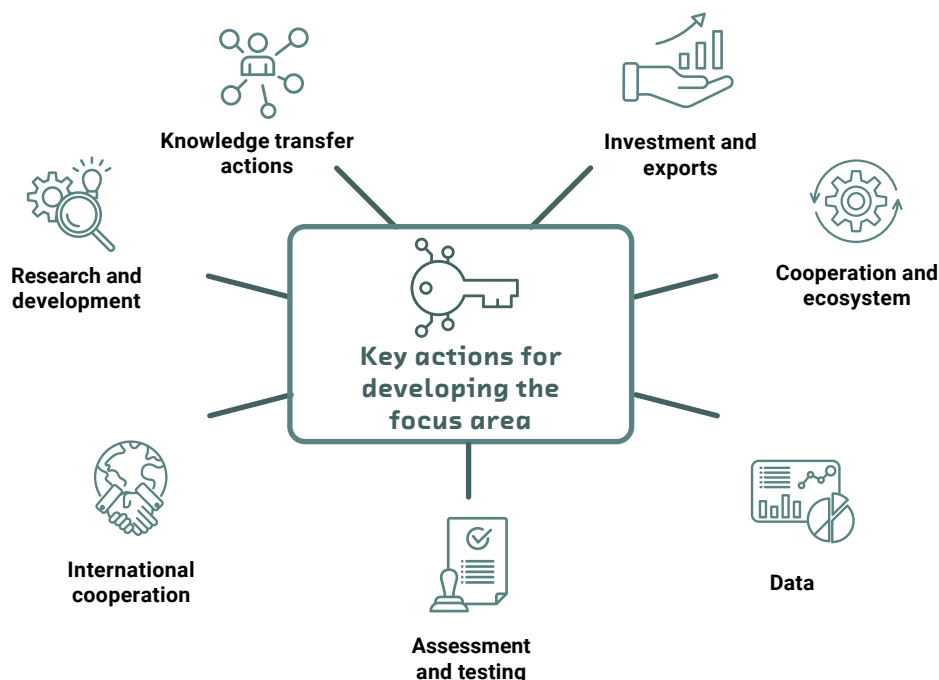 Knowledge transfer
actions
Investment and
exports
Research and
development
Cooperation and
ecosystem
Key actions for
developing the
focus area
International
cooperation
Data
Assessment
and testing